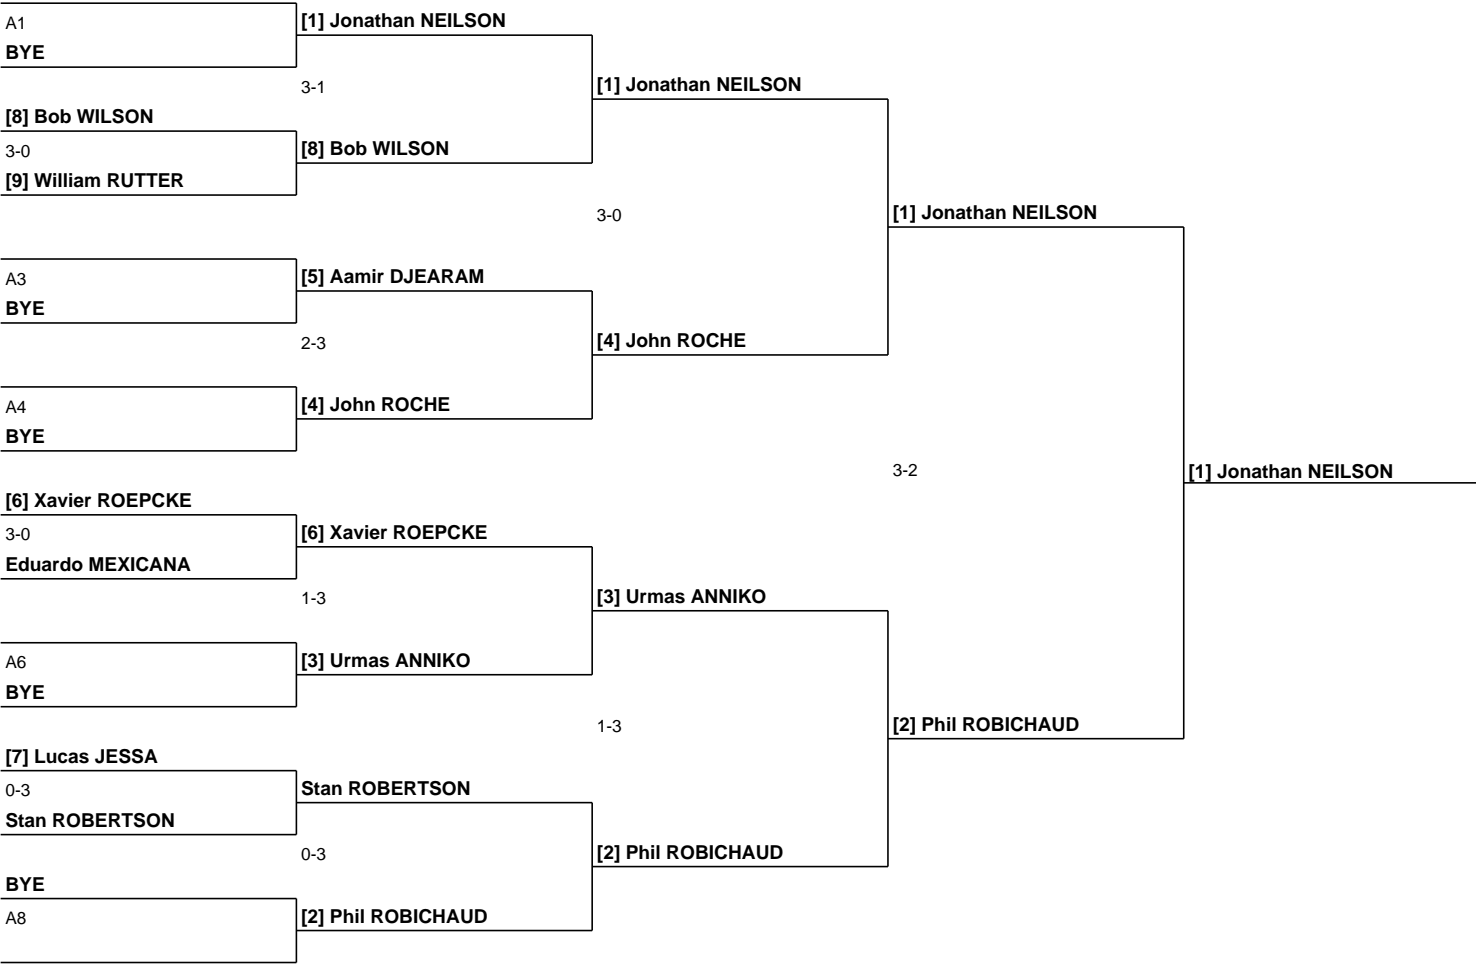 A1
BYE
[8] Bob WILSON
3-0
[9] William RUTTER
A3
BYE
A4
BYE
[6] Xavier ROEPCKE
3-0
Eduardo MEXICANA
A6
BYE
[7] Lucas JESSA
0-3
Stan ROBERTSON
BYE
A8
[1] Jonathan NEILSON
3-1
[8] Bob WILSON
[5] Aamir DJEARAM
2-3
[4] John ROCHE
[6] Xavier ROEPCKE
1-3
[3] Urmas ANNIKO
Stan ROBERTSON
0-3
[2] Phil ROBICHAUD
[1] Jonathan NEILSON
3-0
[4] John ROCHE
[3] Urmas ANNIKO
1-3
[2] Phil ROBICHAUD
[1] Jonathan NEILSON
3-2
[2] Phil ROBICHAUD
[1] Jonathan NEILSON